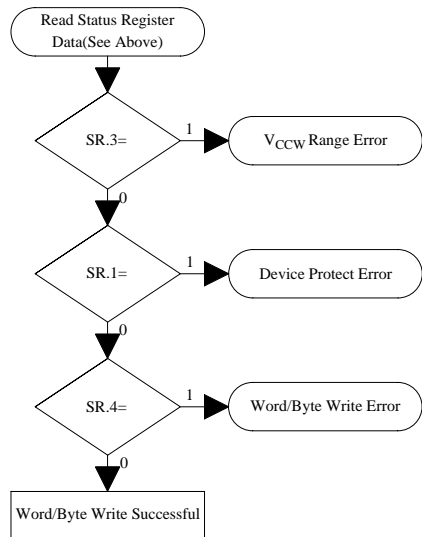 Read Status Register
Data(See Above)
SR.3=
1
VCCW Range Error
0
SR.1=
1
Device Protect Error
0
SR.4=
1
Word/Byte Write Error
0
Word/Byte Write Successful